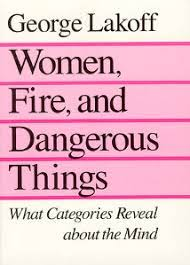 George Lakoff
Women,
Fire, and
Dangerous
Things
What Categories Reveal
about the Mind